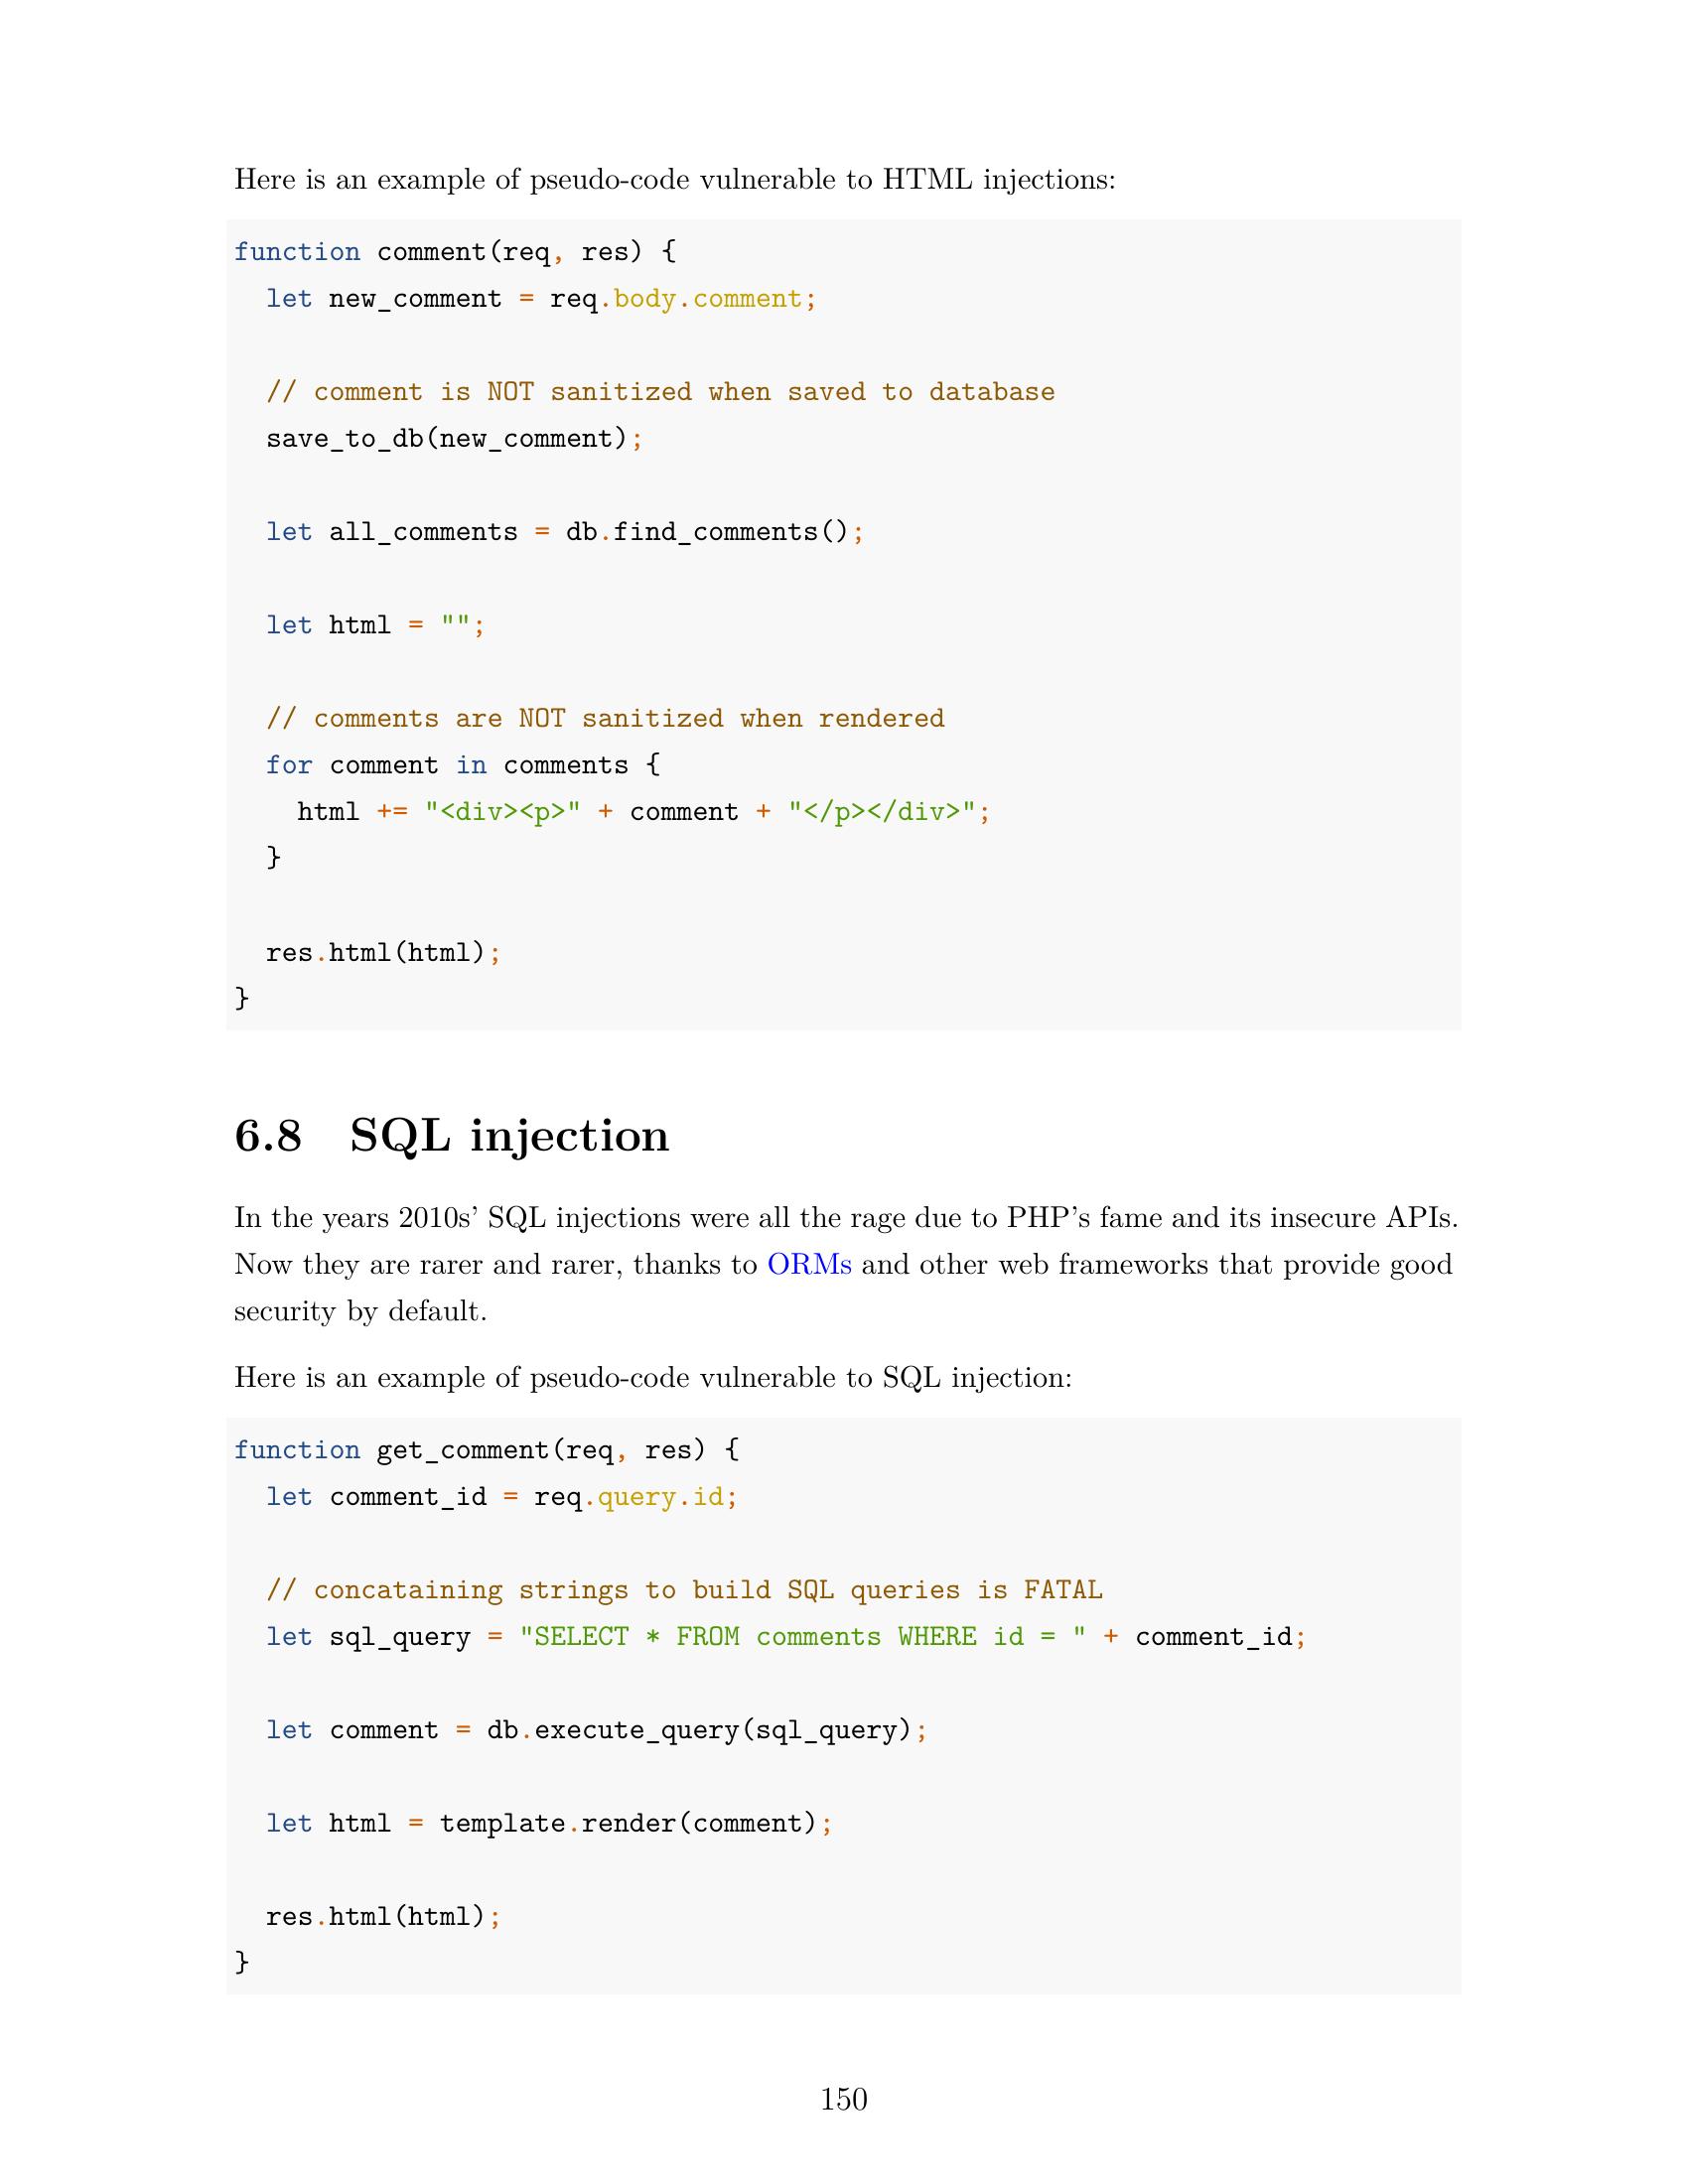 Here is an example of pseudo-code vulnerable to HTML injections:
function comment(req, res) {
  let new_comment = req.body.comment;
  // comment is NOT sanitized when saved to database
  save_to_db(new_comment);
  let all_comments = db.find_comments();
  let html = "";
  // comments are NOT sanitized when rendered
  for comment in comments {
    html += "<div><p>" + comment + "</p></div>";
  }
  res.html(html);
}
6.8 SQL injection
In the years 2010s’ SQL injections were all the rage due to PHP’s fame and its insecure APIs.
Now they are rarer and rarer, thanks to ORMs and other web frameworks that provide good
security by default.
Here is an example of pseudo-code vulnerable to SQL injection:
function get_comment(req, res) {
  let comment_id = req.query.id;
  // concataining strings to build SQL queries is FATAL
  let sql_query = "SELECT * FROM comments WHERE id = " + comment_id;
  let comment = db.execute_query(sql_query);
  let html = template.render(comment);
  res.html(html);
}
150